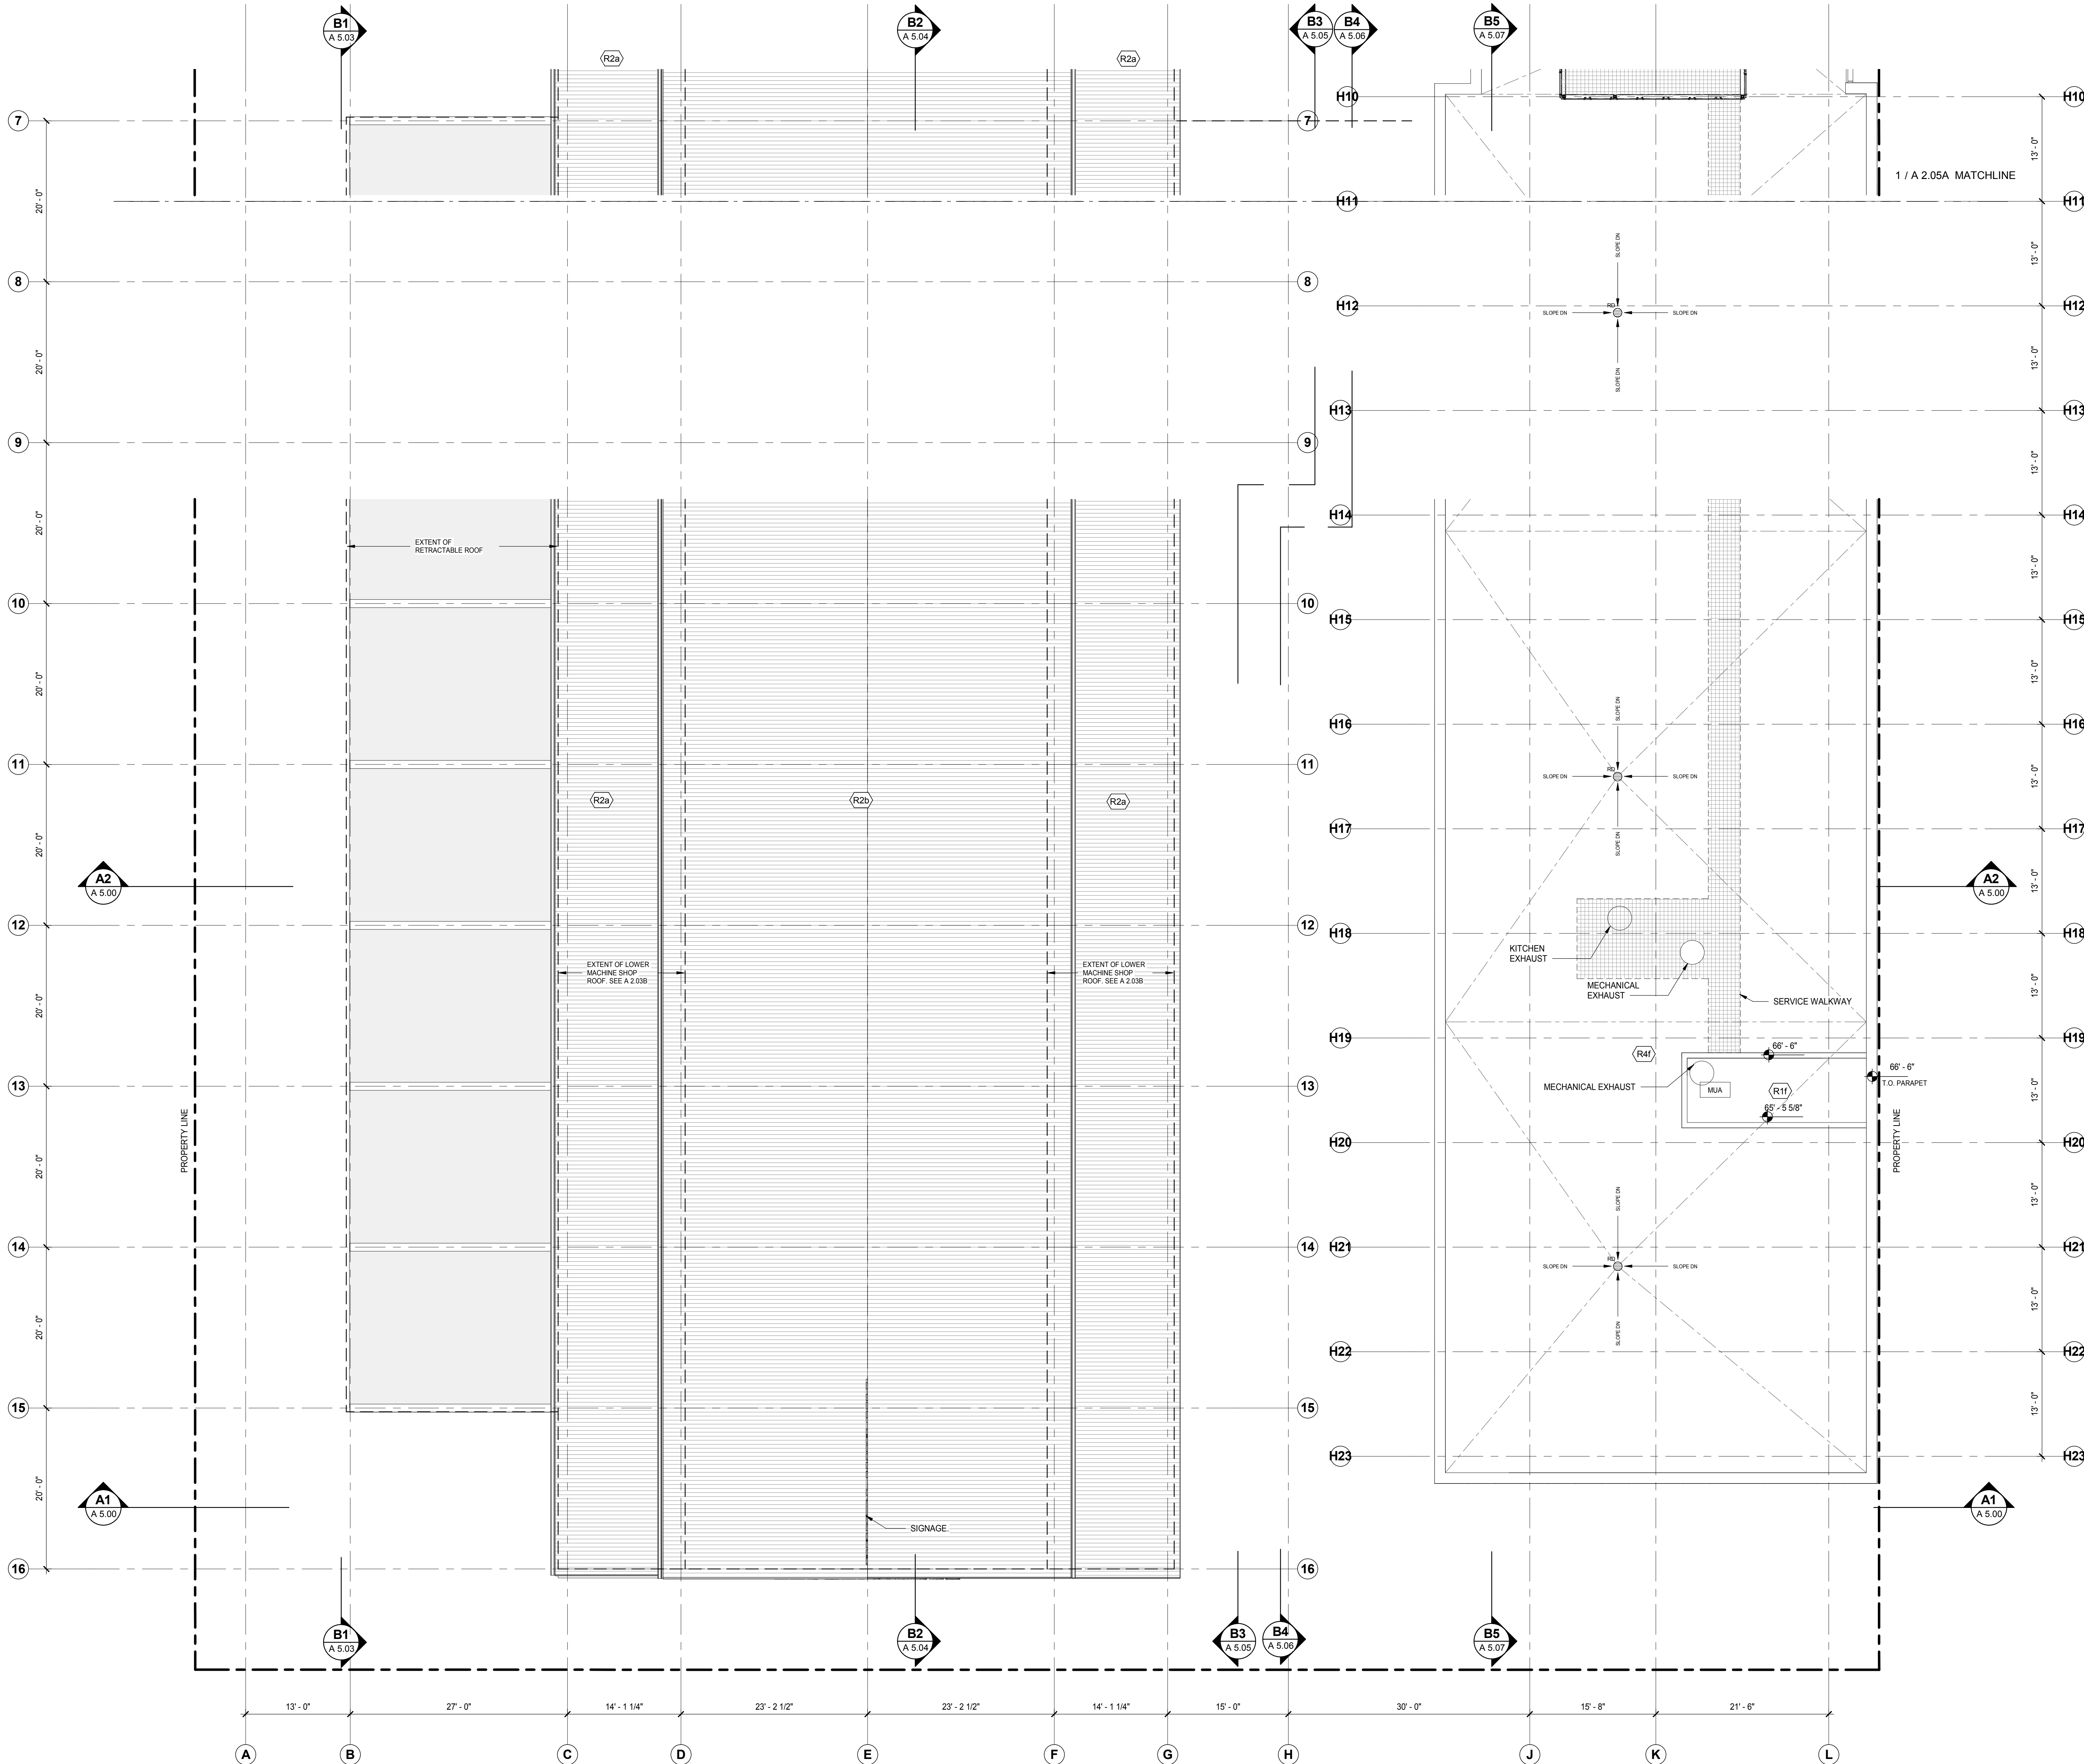 B1
A 5.03
B2
A 5.04
B3
A 5.05
B4
A 5.06
B5
A 5.07
R2a
R2a
H10
H10
7
7
13' - 0"
1 / A 2.05A MATCHLINE
20' - 0"
H11
H11
SLOPE DN
13' - 0"
8
8
H12
RD
H12
SLOPE DN
SLOPE DN
20' - 0"
SLOPE DN
13' - 0"
H13
H13
9
9
13' - 0"
H14
H14
20' - 0"
EXTENT OF
RETRACTABLE ROOF
13' - 0"
10
10
H15
H15
20' - 0"
13' - 0"
SLOPE DN
H16
H16
11
11
RD
SLOPE DN
SLOPE DN
13' - 0"
R2a
R2b
R2a
H17
H17
20' - 0"
SLOPE DN
A2
A 5.00
13' - 0"
A2
A 5.00
12
12
H18
H18
KITCHEN
EXHAUST
EXTENT OF LOWER
MACHINE SHOP
ROOF. SEE A 2.03B
EXTENT OF LOWER
MACHINE SHOP
ROOF. SEE A 2.03B
MECHANICAL
EXHAUST
SERVICE WALKWAY
20' - 0"
13' - 0"
H19
H19
R4f
66' - 6"
66' - 6"
T.O. PARAPET
13
13
MECHANICAL EXHAUST
MUA
R1f
13' - 0"
65' - 5 5/8"
PROPERTY LINE
PROPERTY LINE
H20
H20
20' - 0"
SLOPE DN
13' - 0"
14
14
H21
H21
RD
SLOPE DN
SLOPE DN
20' - 0"
SLOPE DN
13' - 0"
H22
H22
15
15
13' - 0"
H23
H23
20' - 0"
A1
A 5.00
A1
A 5.00
SIGNAGE.
16
16
B1
A 5.03
B2
A 5.04
B3
A 5.05
B4
A 5.06
B5
A 5.07
13' - 0"
27' - 0"
14' - 1 1/4"
23' - 2 1/2"
23' - 2 1/2"
14' - 1 1/4"
15' - 0"
30' - 0"
15' - 8"
21' - 6"
A
B
C
D
E
F
G
H
J
K
L